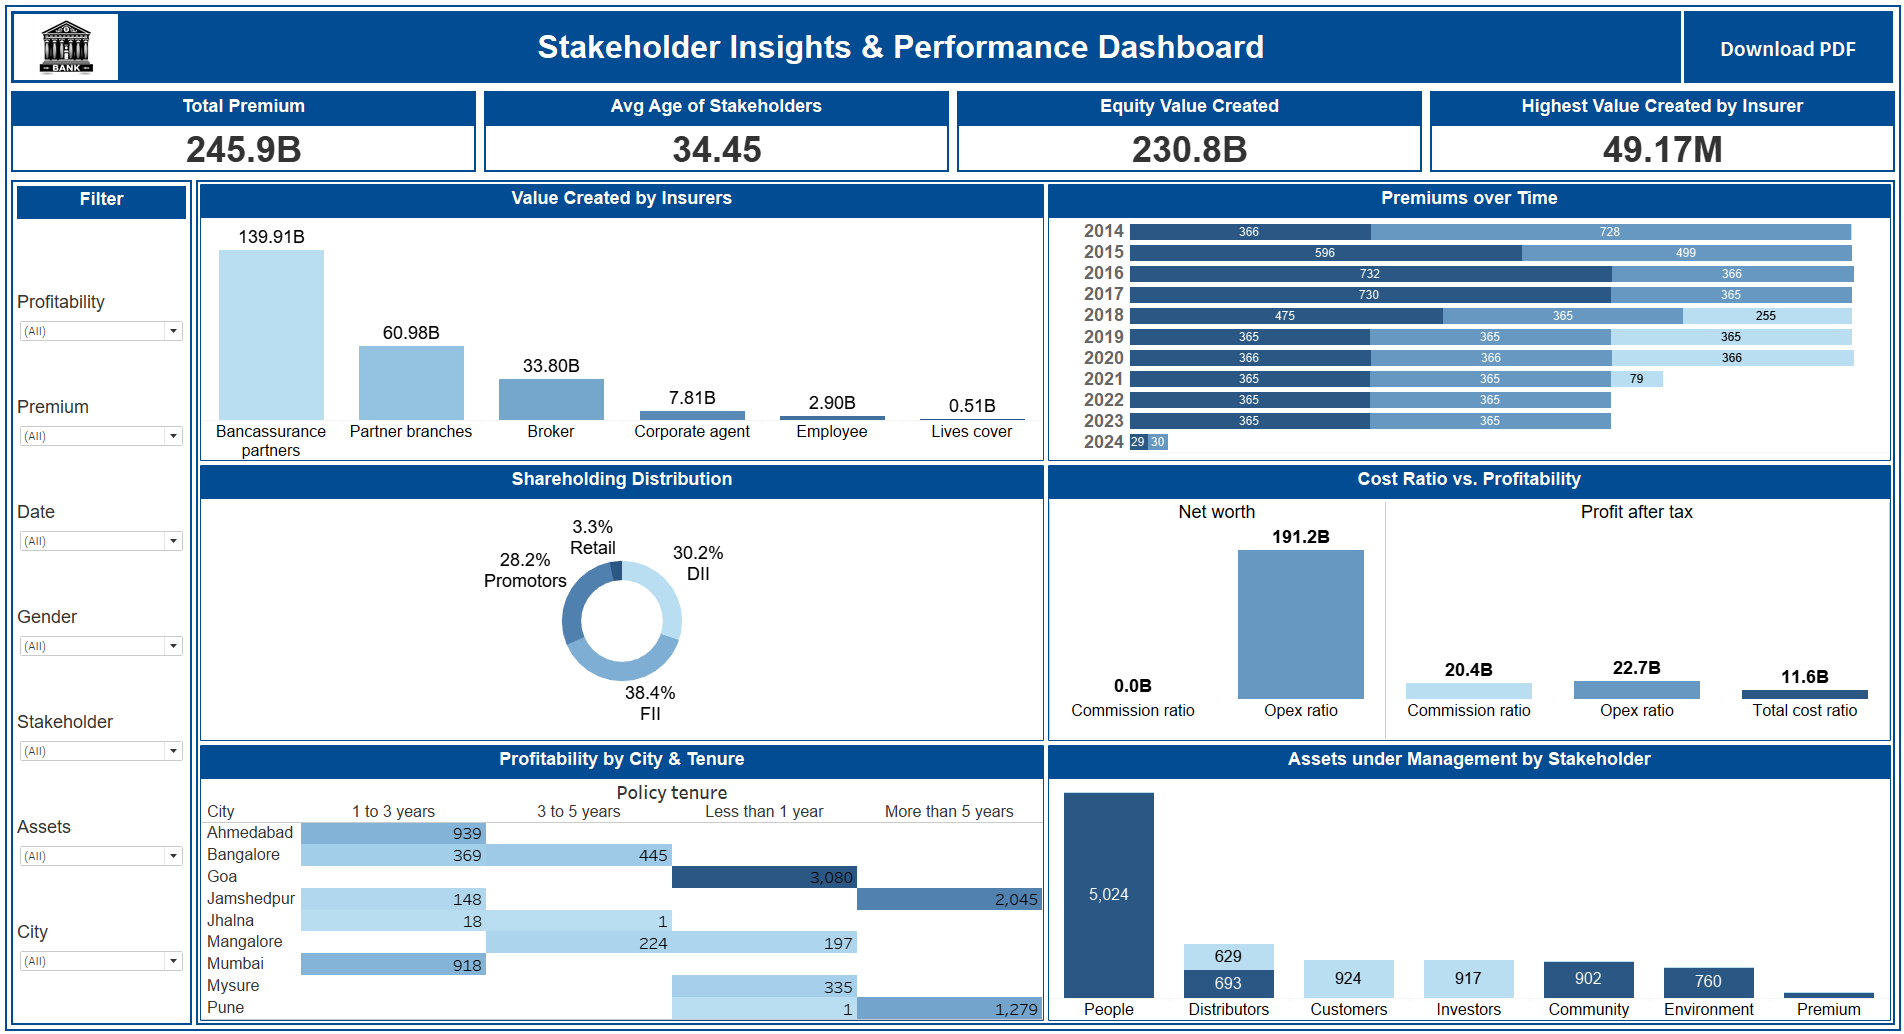 BANK
Stakeholder Insights & Performance Dashboard
Download PDF
Total Premium
245.9B
Avg Age of Stakeholders
34.45
Equity Value Created
230.8B
Highest Value Created by Insurer
49.17M
Filter
Profitability
(All)
Premium
(All)
Date
(All)
Gender
(All)
Stakeholder
(All)
Assets
(All)
City
(All)
Value Created by Insurers
139.91B
60.98B
33.80B
7.81B
2.90B
0.51B
Bancassurance
partners
Partner branches
Broker
Corporate agent
Employee
Lives cover
Premiums over Time
2014 366 728
2015 596 499
2016 732 366
2017 730 365
2018 475 365 255
2019 365 365 365
2020 366 366 366
2021 365 365 79
2022 365 365
2023 365 365
2024 29 30
Shareholding Distribution
3.3%
Retail
30.2%
DII
28.2%
Promotors
38.4%
FII
Cost Ratio vs. Profitability
Net worth
Profit after tax
0.0B
191.2B
20.4B
22.7B
11.6B
Commission ratio
Opex ratio
Commission ratio
Opex ratio
Total cost ratio
Profitability by City & Tenure
Policy tenure
City 1 to 3 years 3 to 5 years Less than 1 year More than 5 years
Ahmedabad 939
Bangalore 369 445
Goa 3,080
Jamshedpur 148 2,045
Jhalna 18 1
Mangalore 224 197
Mumbai 918
Mysure 335
Pune 1 1,279
Assets under Management by Stakeholder
5,024
629
693
924
917
902
760
People
Distributors
Customers
Investors
Community
Environment
Premium